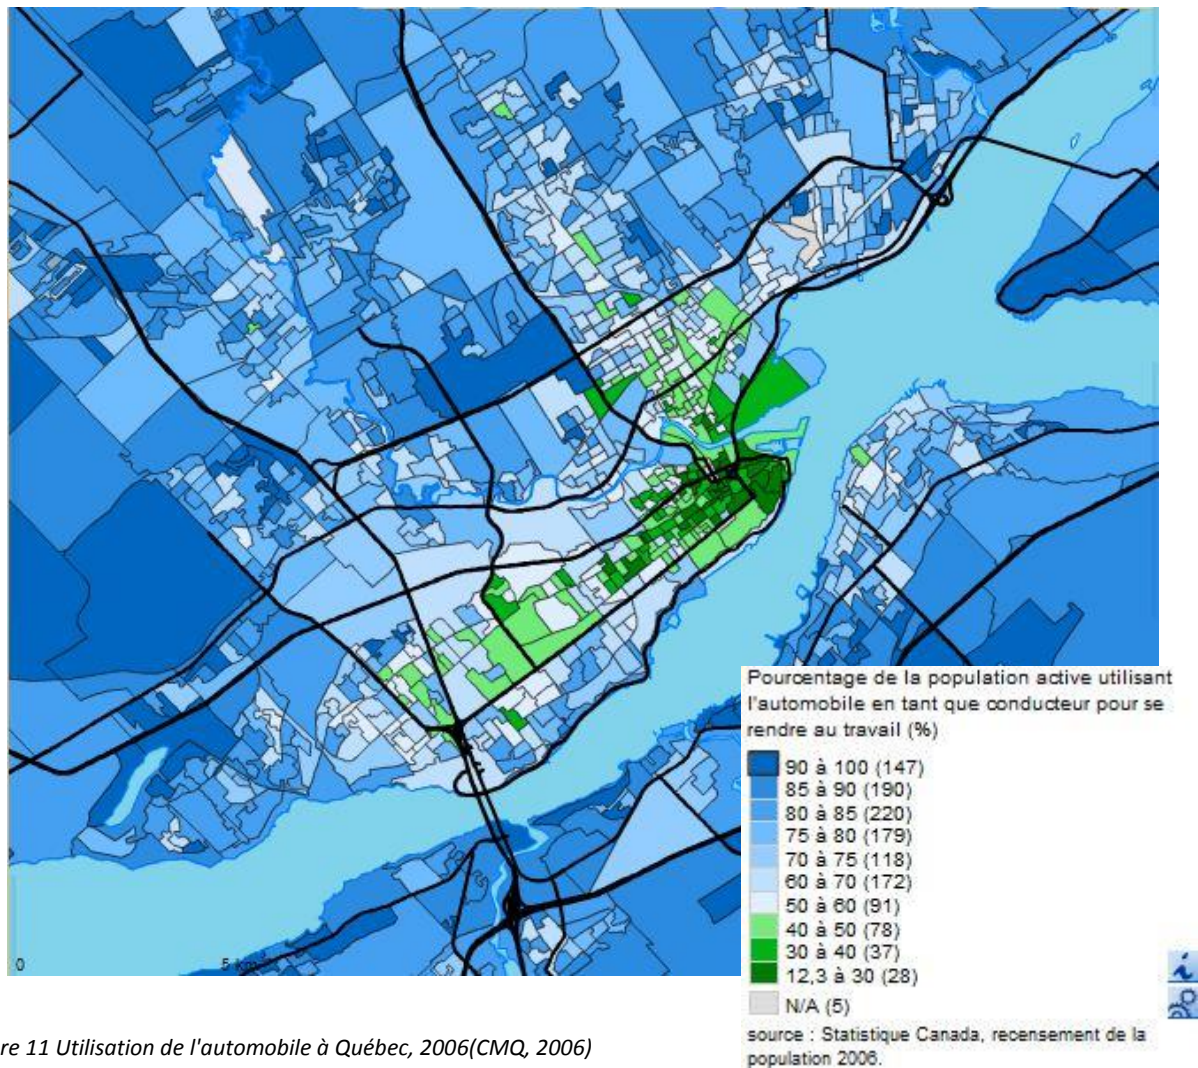 0 5 km
Pourcentage de la population active utilisant
l'automobile en tant que conducteur pour se
rendre au travail (%)
90 à 100 (147)
85 à 90 (190)
80 à 85 (220)
75 à 80 (179)
70 à 75 (118)
60 à 70 (172)
50 à 60 (91)
40 à 50 (78)
30 à 40 (37)
12,3 à 30 (28)
N/A (5)
source : Statistique Canada, recensement de la
population 2006.
re 11 Utilisation de l'automobile à Québec, 2006(CMQ, 2006)